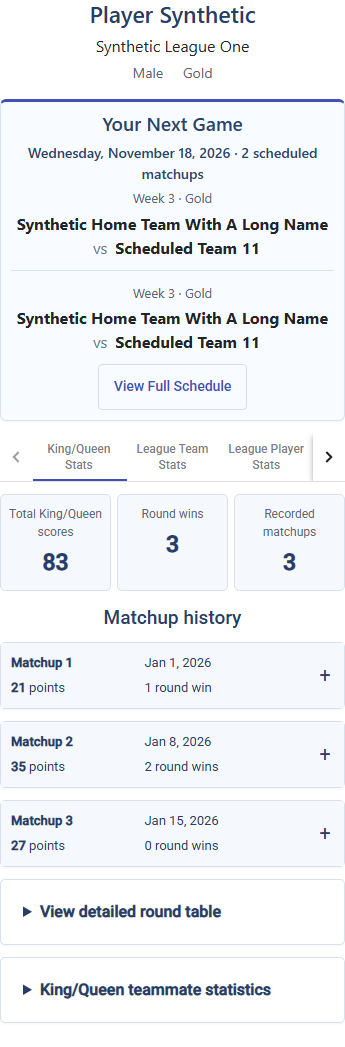 Player Synthetic
Synthetic League One
Male Gold
Your Next Game
Wednesday, November 18, 2026 · 2 scheduled
matchups
Week 3 · Gold
Synthetic Home Team With A Long Name
vs Scheduled Team 11
Week 3 · Gold
Synthetic Home Team With A Long Name
vs Scheduled Team 11
View Full Schedule
King/Queen Stats
League Team Stats
League Player Stats
Total King/Queen scores
83
Round wins
3
Recorded matchups
3
Matchup history
Matchup 1 Jan 1, 2026
21 points 1 round win
+
Matchup 2 Jan 8, 2026
35 points 2 round wins
+
Matchup 3 Jan 15, 2026
27 points 0 round wins
+
View detailed round table
King/Queen teammate statistics